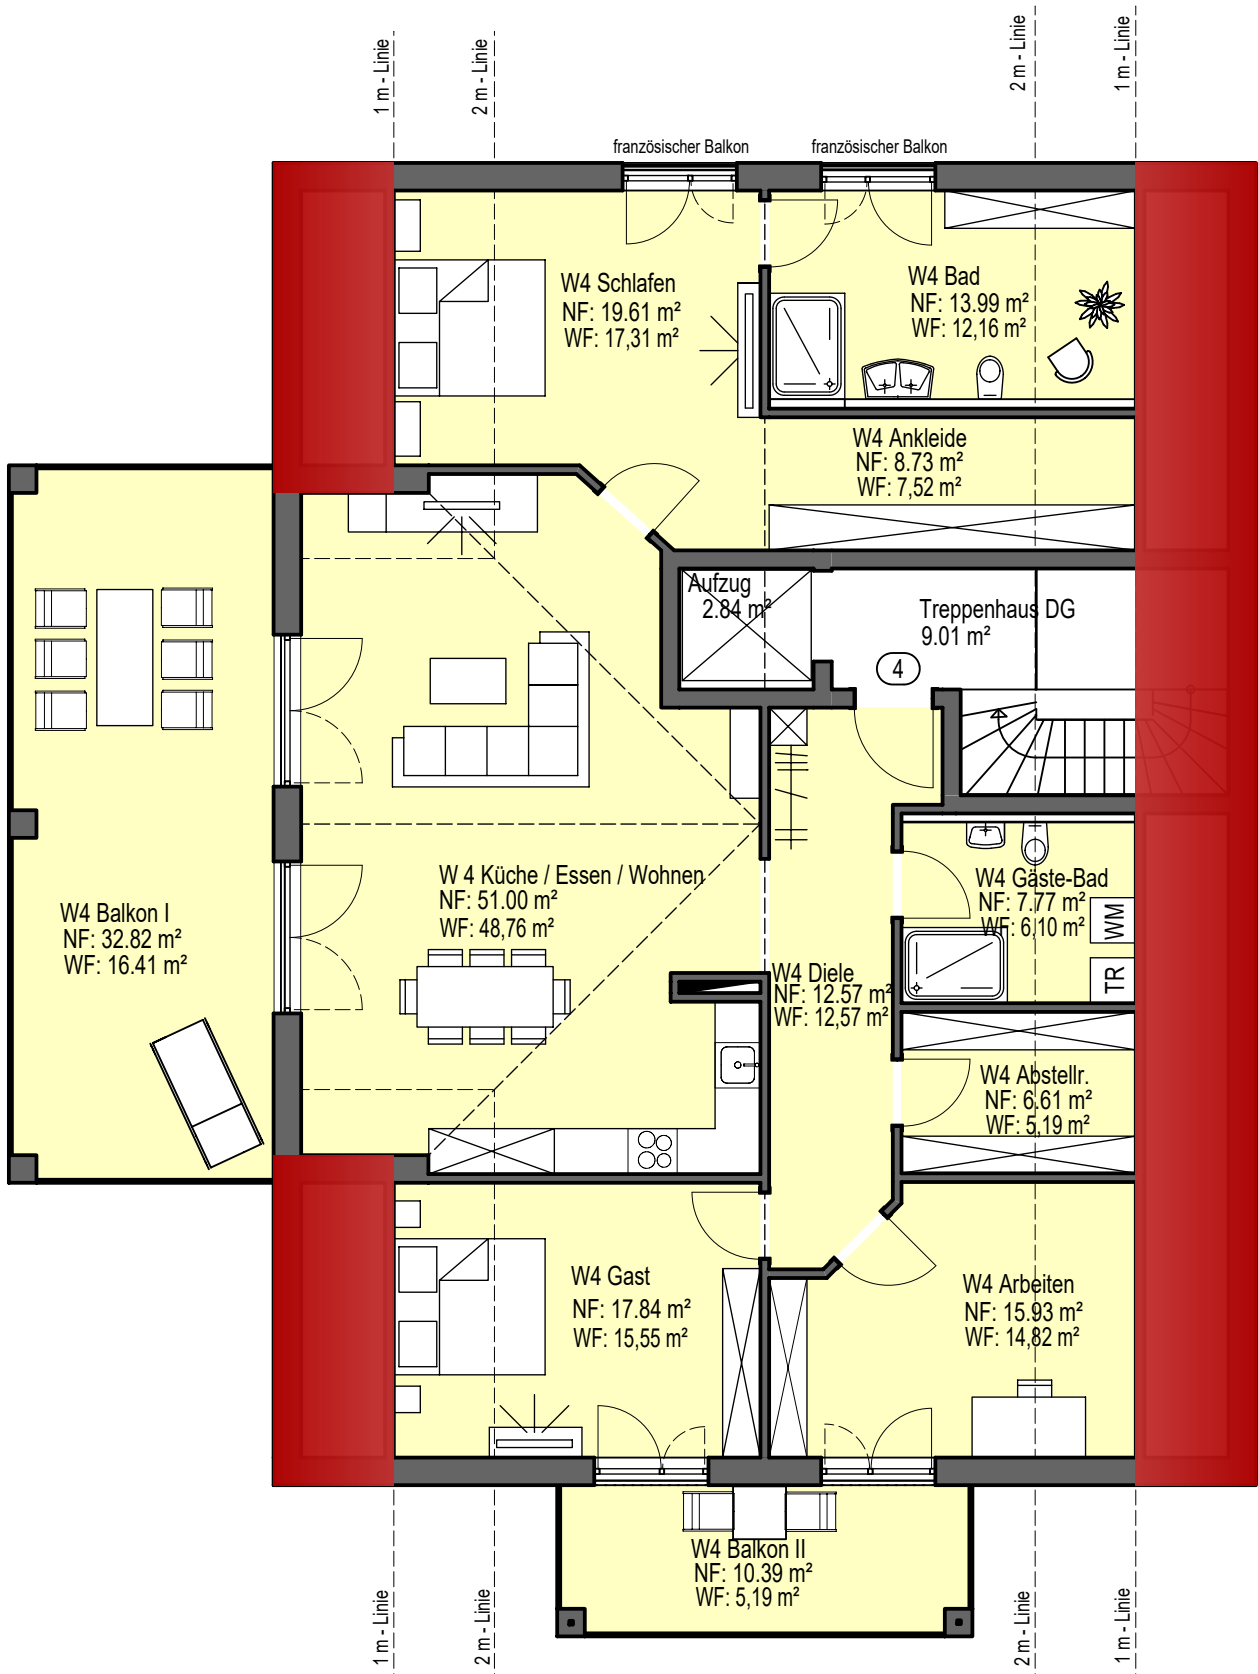 1 m - Linie
2 m - Linie
2 m - Linie
1 m - Linie
französischer Balkon
französischer Balkon
W4 Schlafen
NF: 19.61 m²
WF: 17,31 m²
W4 Bad
NF: 13.99 m²
WF: 12,16 m²
W4 Ankleide
NF: 8.73 m²
WF: 7,52 m²
Aufzug
2.84 m²
Treppenhaus DG
9.01 m²
4
W 4 Küche / Essen / Wohnen
NF: 51.00 m²
WF: 48,76 m²
W4 Balkon I
NF: 32.82 m²
WF: 16.41 m²
W4 Gäste-Bad
NF: 7.77 m²
WF: 6,10 m²
WM
TR
W4 Diele
NF: 12.57 m²
WF: 12,57 m²
W4 Abstellr.
NF: 6.61 m²
WF: 5,19 m²
W4 Gast
NF: 17.84 m²
WF: 15,55 m²
W4 Arbeiten
NF: 15.93 m²
WF: 14,82 m²
W4 Balkon II
NF: 10.39 m²
WF: 5,19 m²
1 m - Linie
2 m - Linie
2 m - Linie
1 m - Linie